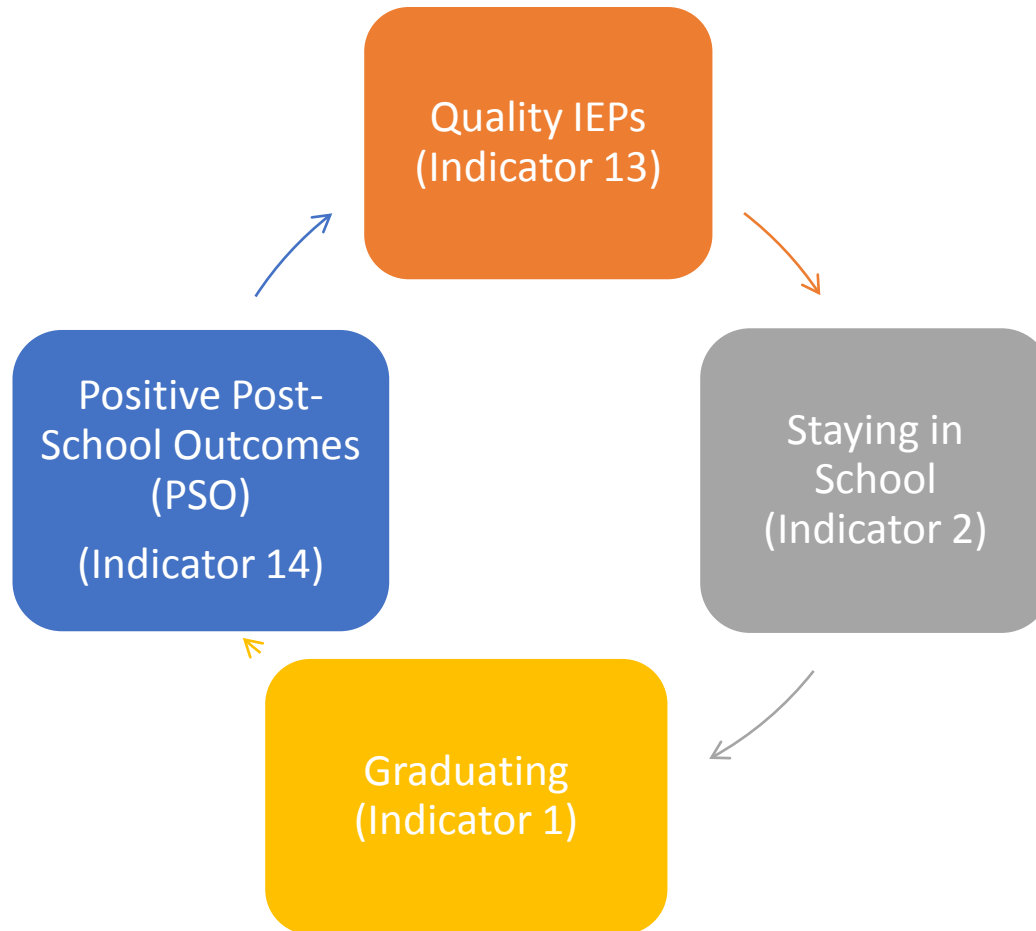 Quality IEPs
(Indicator 13)
Staying in
School
(Indicator 2)
Graduating
(Indicator 1)
Positive Post-
School Outcomes
(PSO)
(Indicator 14)